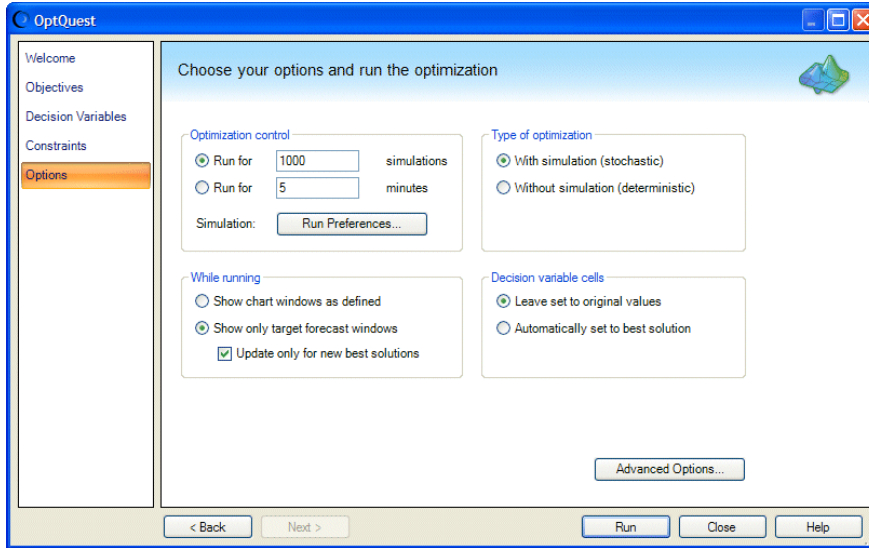 OptQuest
Welcome
Objectives
Decision Variables
Constraints
Options
Choose your options and run the optimization
Optimization control
Run for 1000 simulations
Run for 5 minutes
Simulation: Run Preferences...
Type of optimization
With simulation (stochastic)
Without simulation (deterministic)
While running
Show chart windows as defined
Show only target forecast windows
Update only for new best solutions
Decision variable cells
Leave set to original values
Automatically set to best solution
Advanced Options...
< Back Next > Run Close Help